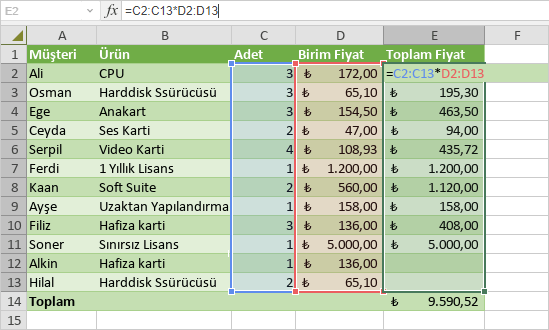 E2 fx =C2:C13*D2:D13
A B C D E F
1 Müşteri Ürün Adet Birim Fiyat Toplam Fiyat
2 Ali CPU 3 ₺ 172,00 =C2:C13*D2:D13
3 Osman Harddisk Ssürücüsü 3 ₺ 65,10 ₺ 195,30
4 Ege Anakart 3 ₺ 154,50 ₺ 463,50
5 Ceyda Ses Karti 2 ₺ 47,00 ₺ 94,00
6 Serpil Video Karti 4 ₺ 108,93 ₺ 435,72
7 Ferdi 1 Yıllık Lisans 1 ₺ 1.200,00 ₺ 1.200,00
8 Kaan Soft Suite 2 ₺ 560,00 ₺ 1.120,00
9 Ayşe Uzaktan Yapılandırma 1 ₺ 158,00 ₺ 158,00
10 Filiz Hafiza karti 3 ₺ 136,00 ₺ 408,00
11 Soner Sınırsız Lisans 1 ₺ 5.000,00 ₺ 5.000,00
12 Alkin Hafiza karti 1 ₺ 136,00
13 Hilal Harddisk Ssürücüsü 2 ₺ 65,10
14 Toplam ₺ 9.590,52
15